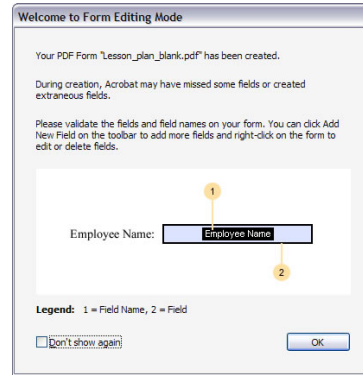 Welcome to Form Editing Mode
Your PDF Form "Lesson_plan_blank.pdf" has been created.
During creation, Acrobat may have missed some fields or created
extraneous fields.
Please validate the fields and field names on your form. You can click Add
New Field on the toolbar to add more fields and right-click on the form to
edit or delete fields.
1
Employee Name: Employee Name
2
Legend: 1 = Field Name, 2 = Field
Don't show again OK